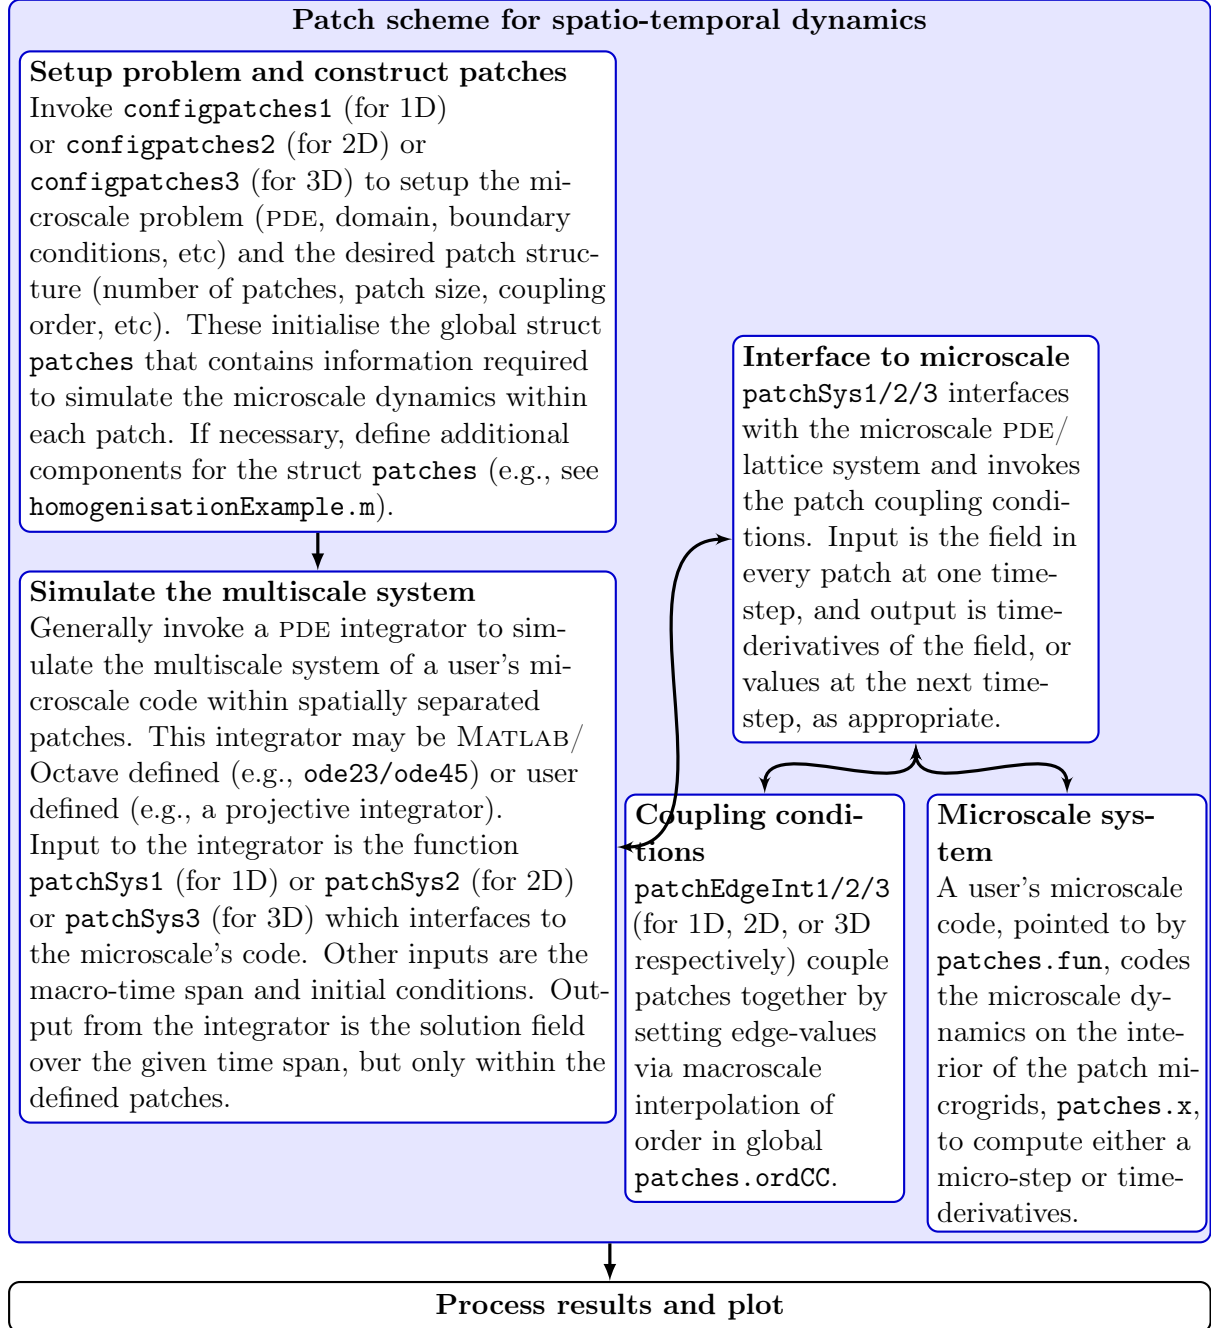 Patch scheme for spatio-temporal dynamics
Setup problem and construct patches
Invoke configpatches1 (for 1D)
or configpatches2 (for 2D) or
configpatches3 (for 3D) to setup the mi-
croscale problem (PDE, domain, boundary
conditions, etc) and the desired patch struc-
ture (number of patches, patch size, coupling
order, etc). These initialise the global struct
patches that contains information required
to simulate the microscale dynamics within
each patch. If necessary, define additional
components for the struct patches (e.g., see
homogenisationExample.m).
Simulate the multiscale system
Generally invoke a PDE integrator to sim-
ulate the multiscale system of a user's mi-
croscale code within spatially separated
patches. This integrator may be MATLAB/
Octave defined (e.g., ode23/ode45) or user
defined (e.g., a projective integrator).
Input to the integrator is the function
patchSys1 (for 1D) or patchSys2 (for 2D)
or patchSys3 (for 3D) which interfaces to
the microscale's code. Other inputs are the
macro-time span and initial conditions. Out-
put from the integrator is the solution field
over the given time span, but only within the
defined patches.
Interface to microscale
patchSys1/2/3 interfaces
with the microscale PDE/
lattice system and invokes
the patch coupling condi-
tions. Input is the field in
every patch at one time-
step, and output is time-
derivatives of the field, or
values at the next time-
step, as appropriate.
Coupling condi-
tions
patchEdgeInt1/2/3
(for 1D, 2D, or 3D
respectively) couple
patches together by
setting edge-values
via macroscale
interpolation of
order in global
patches.ordCC.
Microscale sys-
tem
A user's microscale
code, pointed to by
patches.fun, codes
the microscale dy-
namics on the inte-
rior of the patch mi-
crogrids, patches.x,
to compute either a
micro-step or time-
derivatives.
Process results and plot